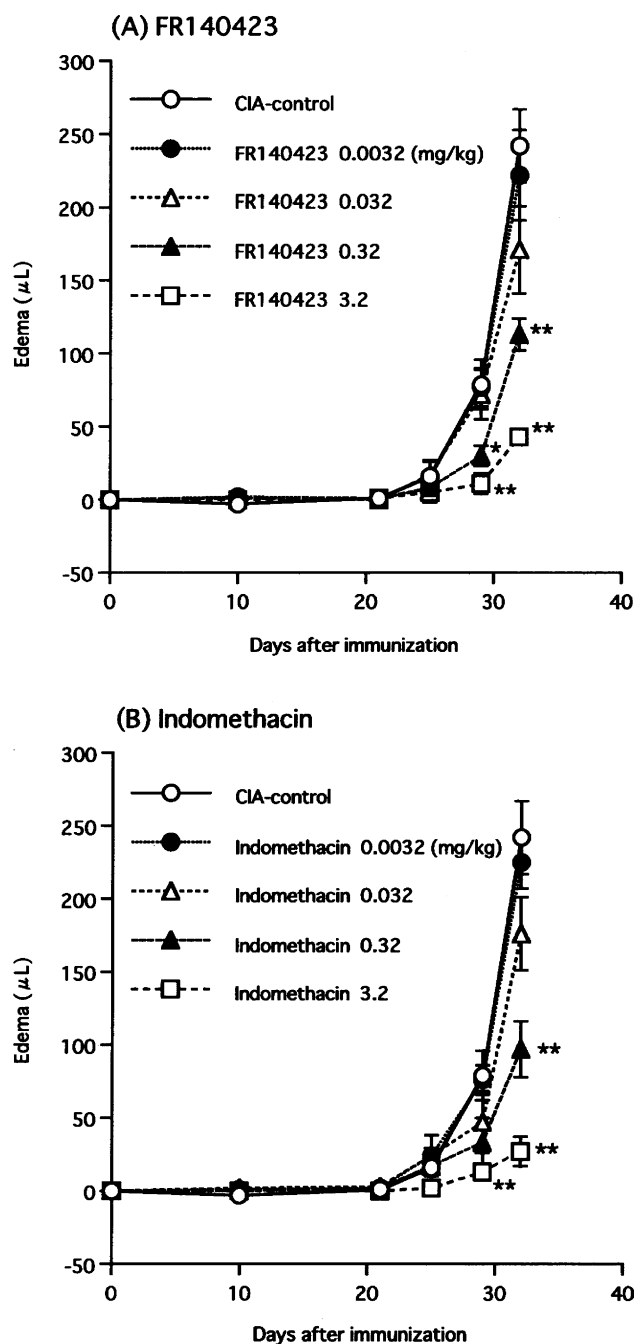 (A) FR140423
300
250
200
150
100
50
0
-50
Edema (μL)
CIA-control
FR140423 0.0032 (mg/kg)
FR140423 0.032
FR140423 0.32
FR140423 3.2
**
**
*
**
0 10 20 30 40
Days after immunization
(B) Indomethacin
300
250
200
150
100
50
0
-50
Edema (μL)
CIA-control
Indomethacin 0.0032 (mg/kg)
Indomethacin 0.032
Indomethacin 0.32
Indomethacin 3.2
**
**
**
0 10 20 30 40
Days after immunization